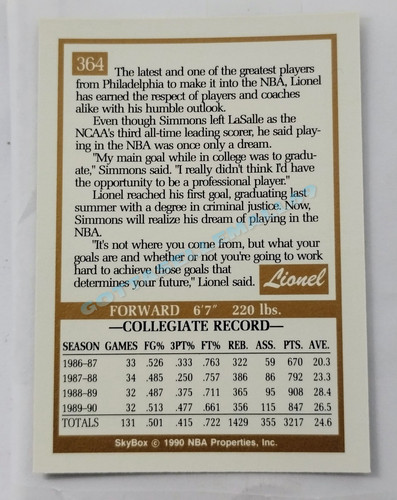 364
The latest and one of the greatest players
from Philadelphia to make it into the NBA, Lionel
has earned the respect of players and coaches
alike with his humble outlook.
Even though Simmons left LaSalle as the
NCAA's third all-time leading scorer, he said play-
ing in the NBA was once only a dream.
"My main goal while in college was to gradu-
ate," Simmons said. "I really didn't think I'd have
the opportunity to be a professional player."
Lionel reached his first goal, graduating last
summer with a degree in criminal justice. Now,
Simmons will realize his dream of playing in the
NBA.
"It's not where you come from, but what your
goals are and whether or not you're going to work
hard to achieve those goals that
determines your future," Lionel said.
Lionel
FORWARD 6'7" 220 lbs.
—COLLEGIATE RECORD—
SEASON GAMES FG% 3PT% FT% REB. ASS. PTS. AVE.
1986-87 33 .526 .333 .763 322 59 670 20.3
1987-88 34 .485 .250 .757 386 86 792 23.3
1988-89 32 .487 .375 .711 365 95 908 28.4
1989-90 32 .513 .477 .661 356 115 847 26.5
TOTALS 131 .501 .415 .722 1429 355 3217 24.6
SkyBox © 1990 NBA Properties, Inc.